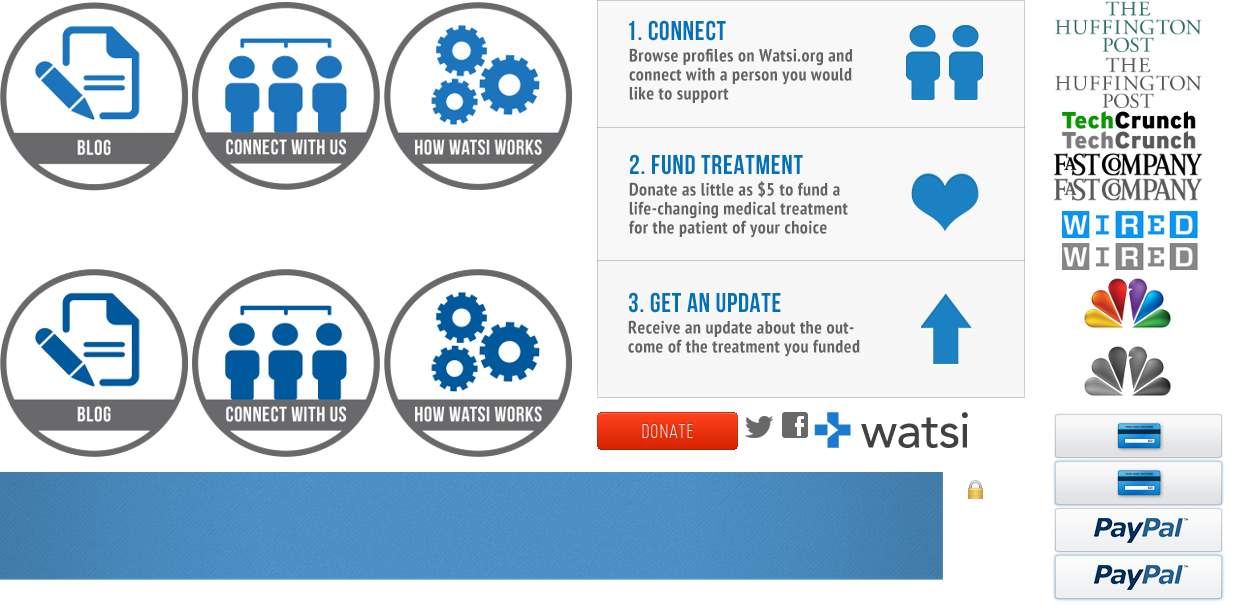 BLOG
CONNECT WITH US
HOW WATSI WORKS
BLOG
CONNECT WITH US
HOW WATSI WORKS
1. CONNECT
Browse profiles on Watsi.org and
connect with a person you would
like to support
2. FUND TREATMENT
Donate as little as $5 to fund a
life-changing medical treatment
for the patient of your choice
3. GET AN UPDATE
Receive an update about the out-
come of the treatment you funded
DONATE
watsi
THE
HUFFINGTON
POST
THE
HUFFINGTON
POST
TechCrunch
TechCrunch
FAST COMPANY
FAST COMPANY
WIRED
WIRED
PayPal™
PayPal™